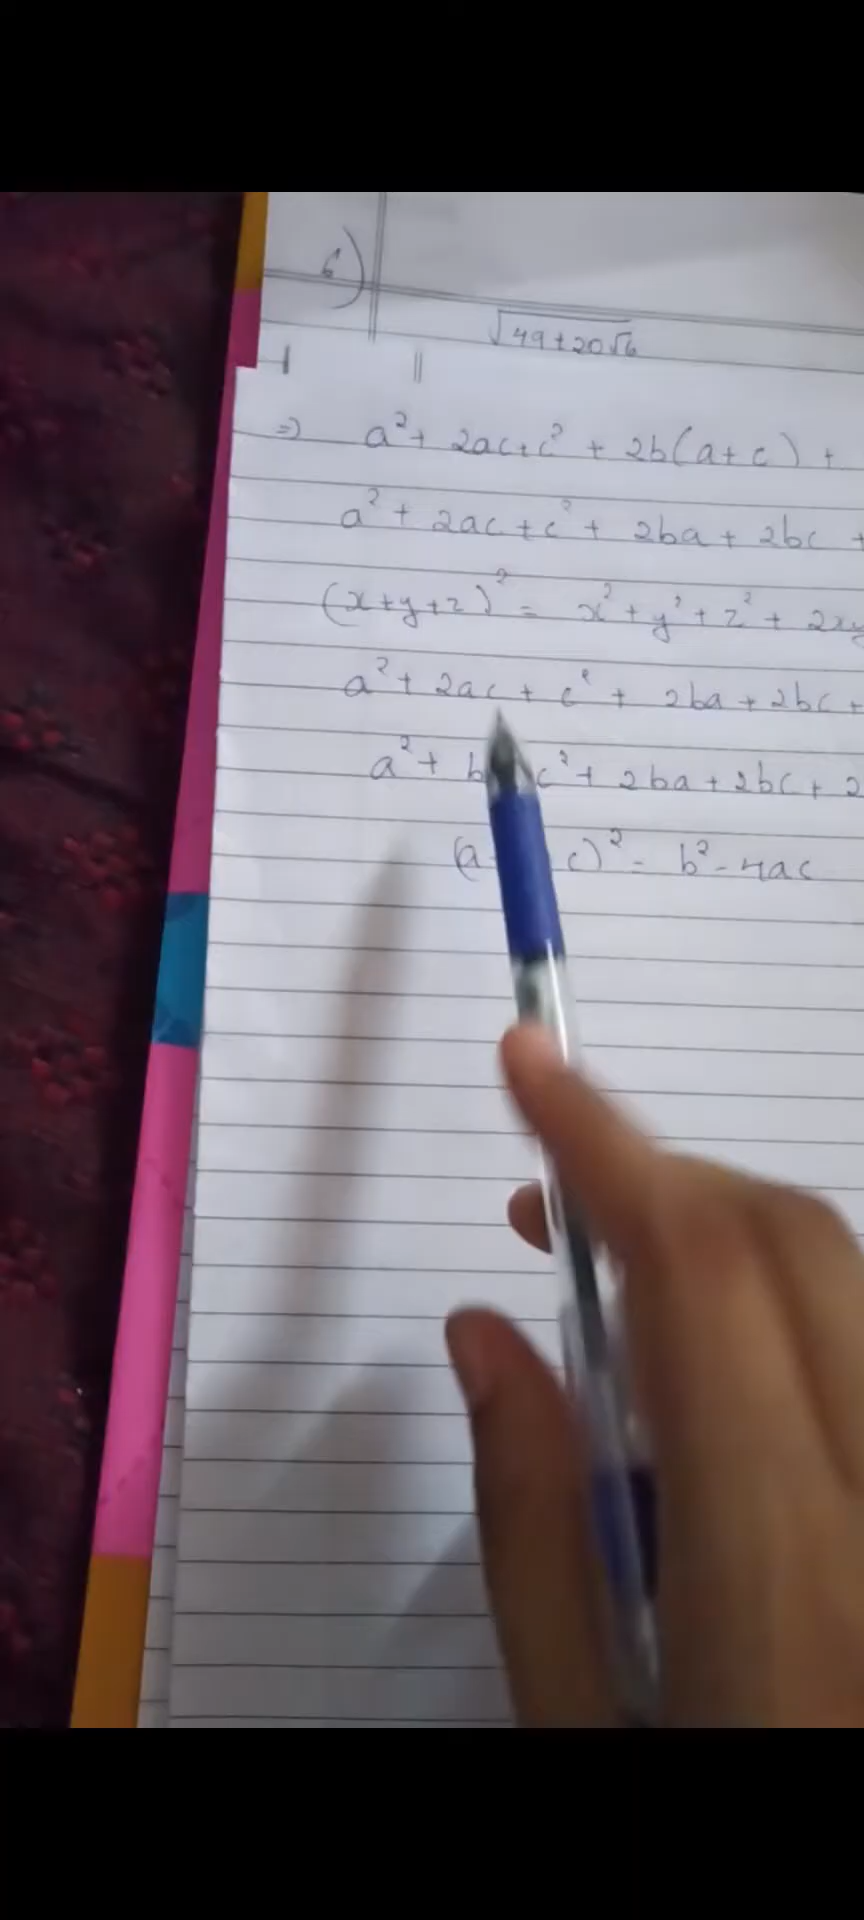 6)
√(49+20√6)
⇒ a² + 2ac + c² + 2b(a + c) +
a² + 2ac + c² + 2ba + 2bc +
(x+y+z)² = x² + y² + z² + 2xy
a² + 2ac + c² + 2ba + 2bc +
a² + b c² + 2ba + 2bc + 2
(a c)² = b² - 4ac